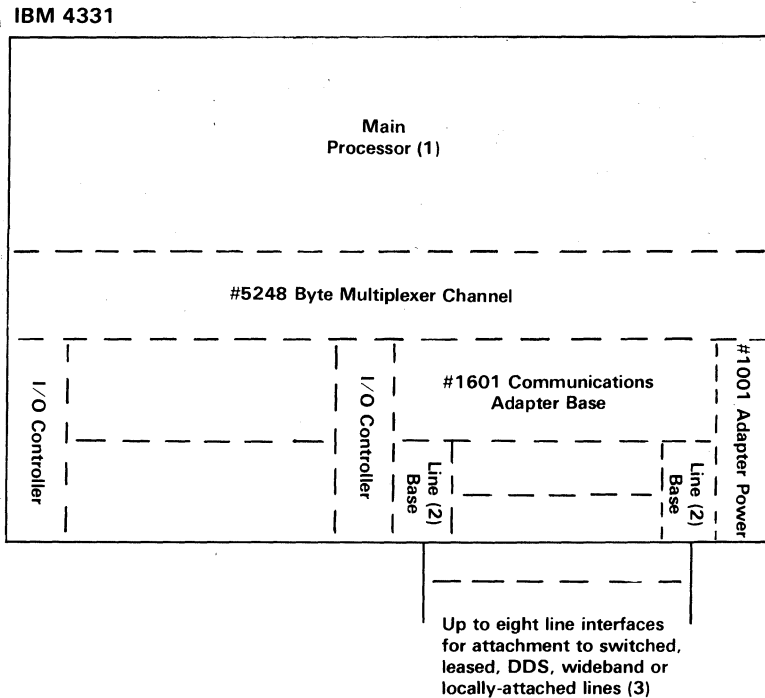 IBM 4331
Main
Processor (1)
#5248 Byte Multiplexer Channel
I/O Controller
I/O Controller
#1601 Communications
Adapter Base
#1001 Adapter Power
Line (2)
Base
Line (2)
Base
Up to eight line interfaces
for attachment to switched,
leased, DDS, wideband or
locally-attached lines (3)